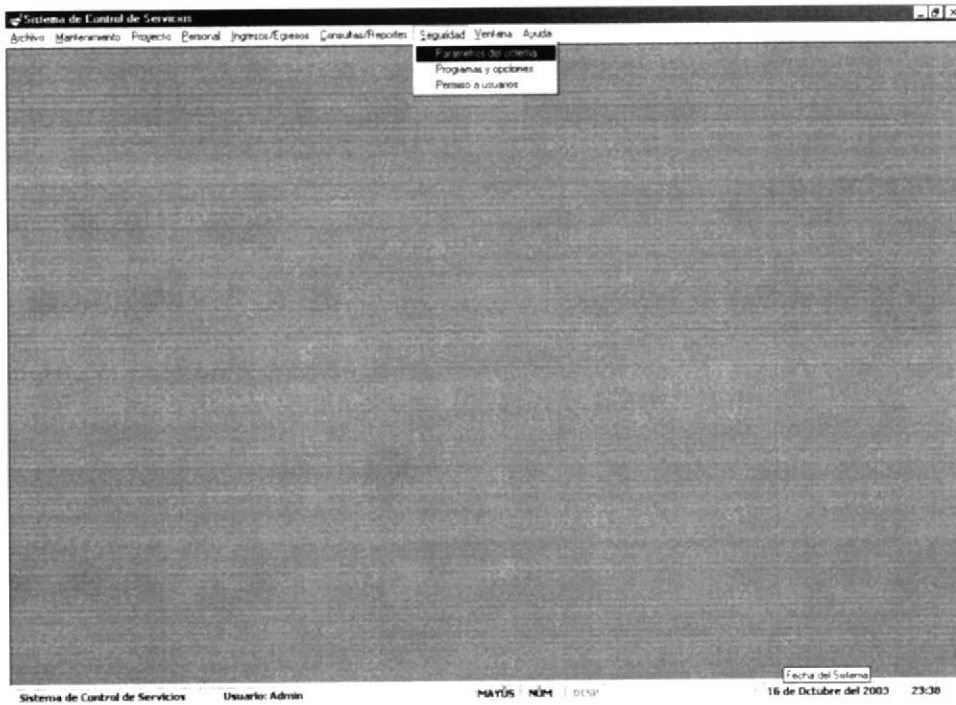 Sistema de Control de Servicios
Archivo Mantenimiento Proyecto Personal Ingresos/Egresos Consultas/Reportes Seguridad Ventana Ayuda
Parametros del sistema
Programas y opciones
Permiso a usuarios
Fecha del Sistema
Sistema de Control de Servicios Usuario: Admin MAYÚS NÚM DESP 16 de Octubre del 2003 23:38